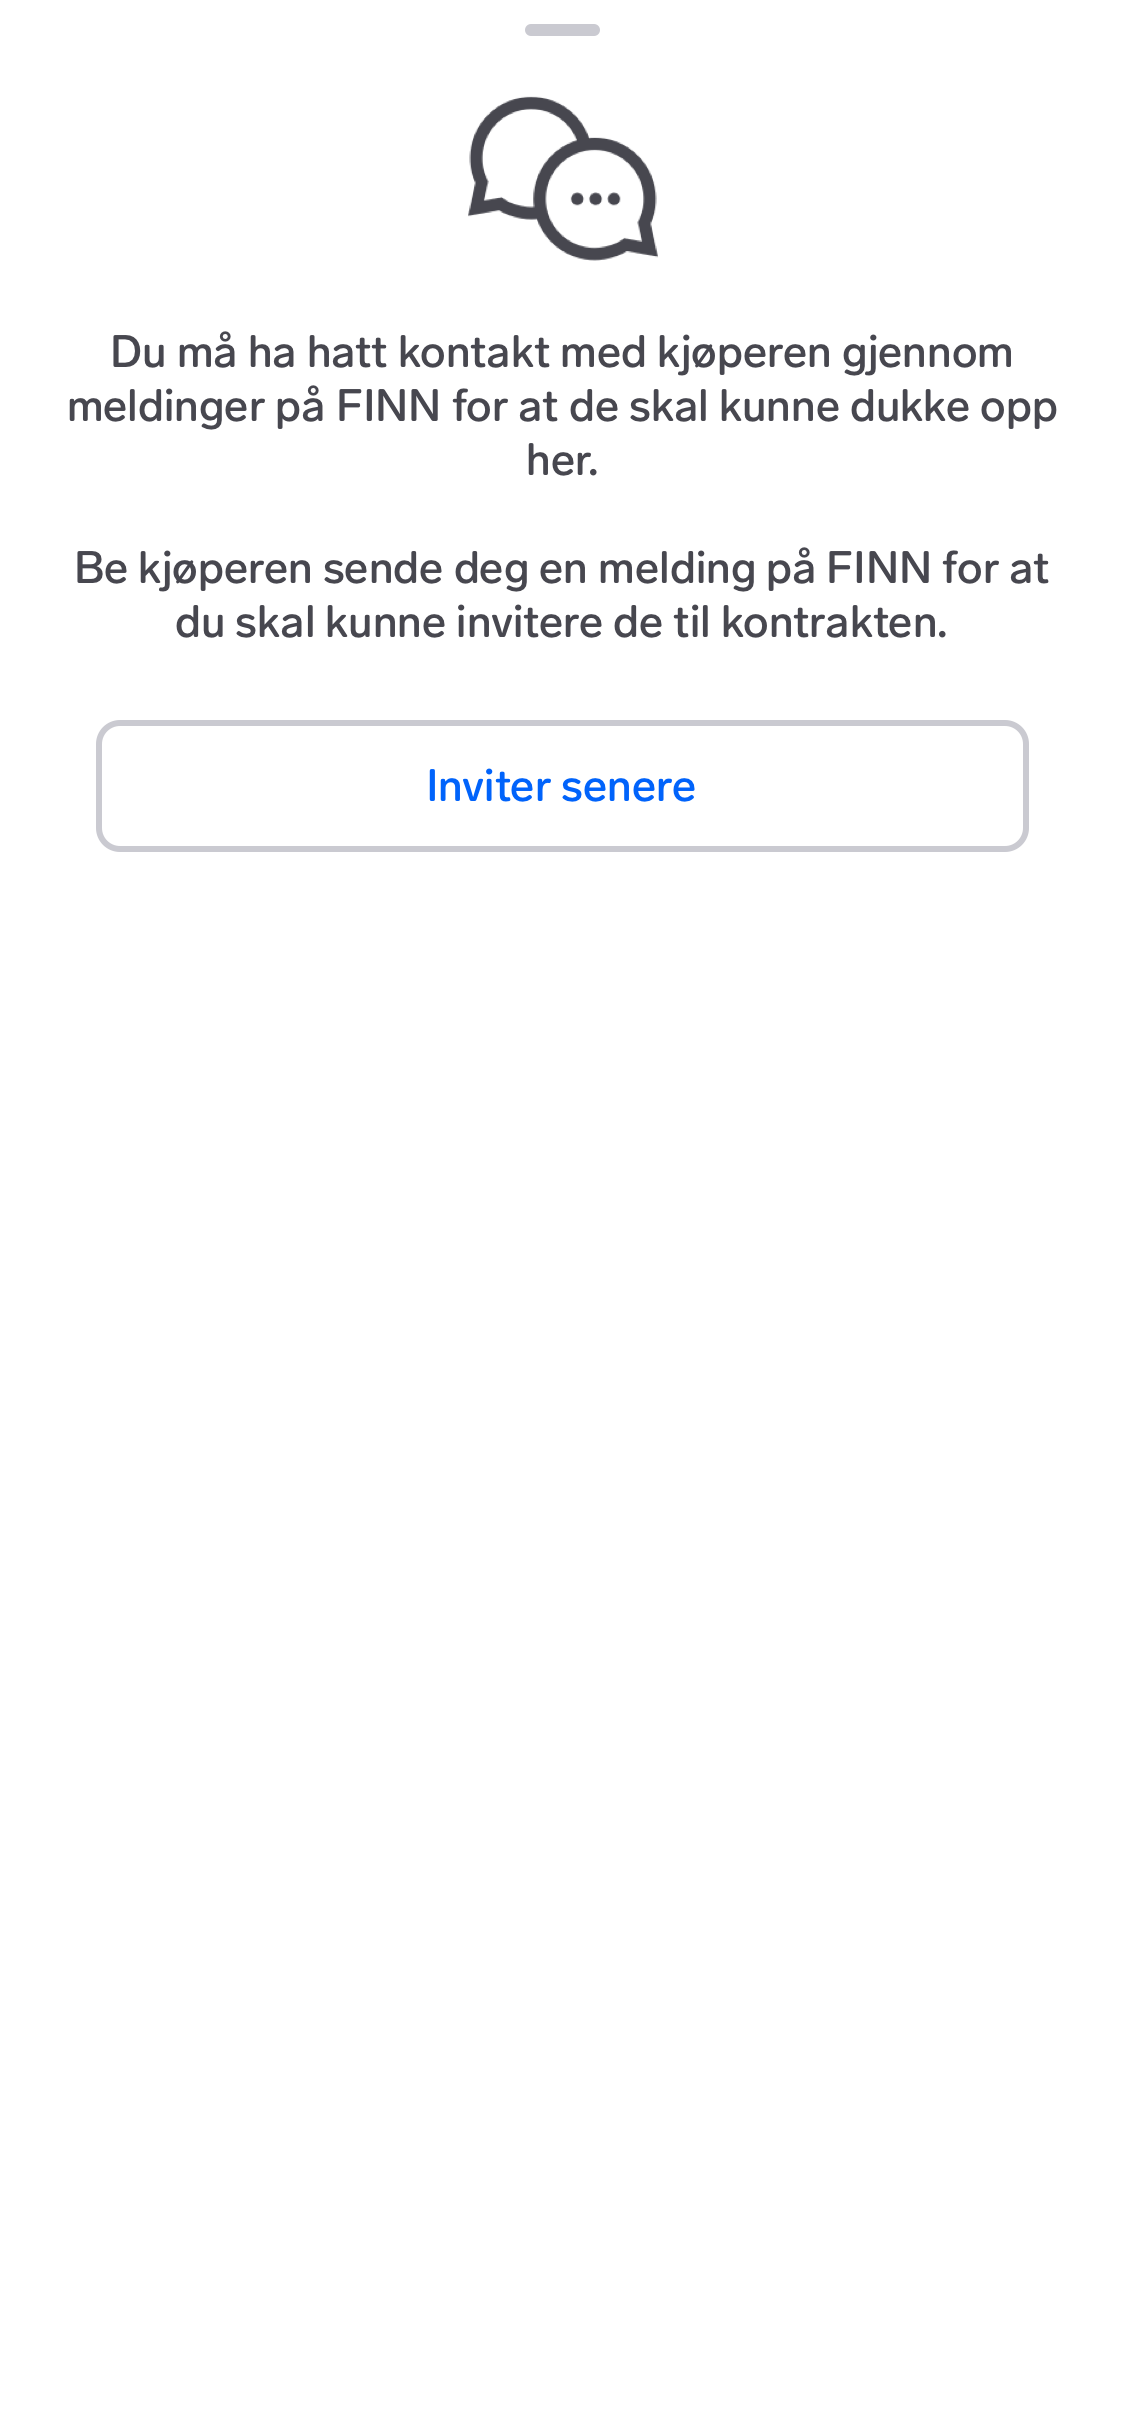 Du må ha hatt kontakt med kjøperen gjennom
meldinger på FINN for at de skal kunne dukke opp
her.
Be kjøperen sende deg en melding på FINN for at
du skal kunne invitere de til kontrakten.
Inviter senere